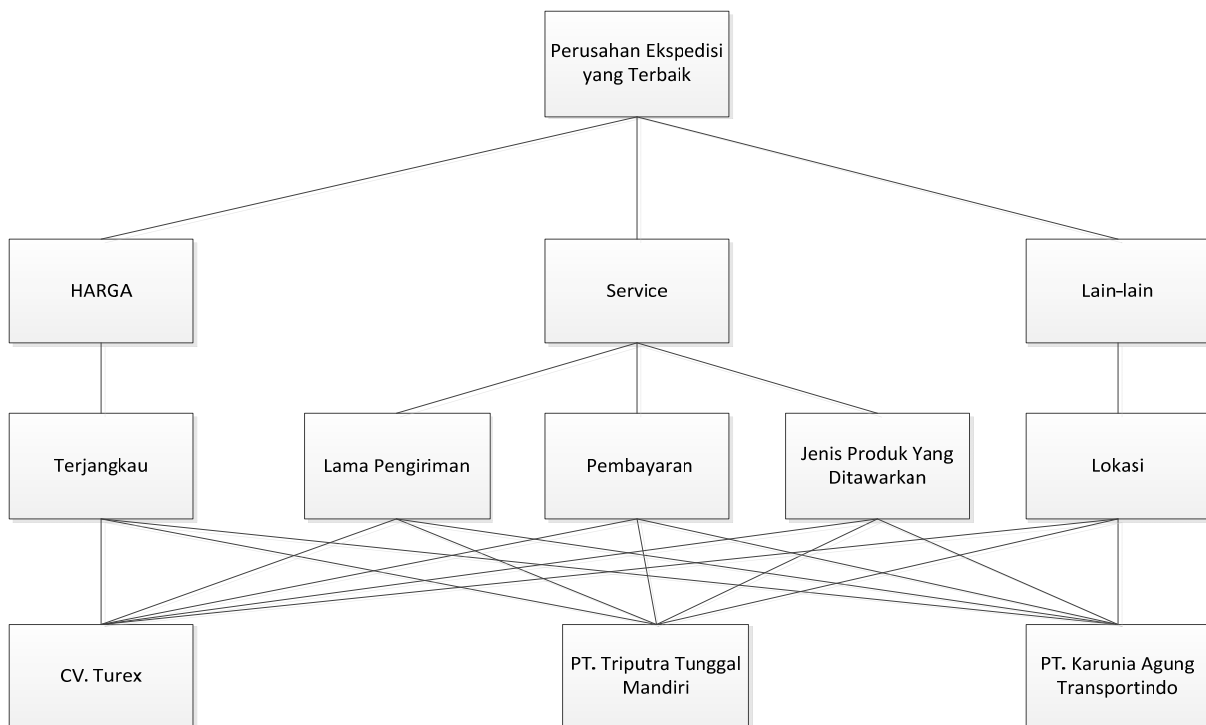 Perusahan Ekspedisi
yang Terbaik
HARGA
Service
Lain-lain
Terjangkau
Lama Pengiriman
Pembayaran
Jenis Produk Yang
Ditawarkan
Lokasi
CV. Turex
PT. Triputra Tunggal
Mandiri
PT. Karunia Agung
Transportindo